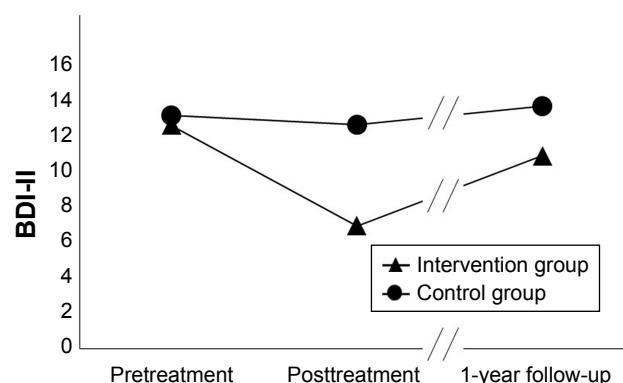 BDI-II
16
14
12
10
8
6
4
2
0
Intervention group
Control group
Pretreatment Posttreatment 1-year follow-up